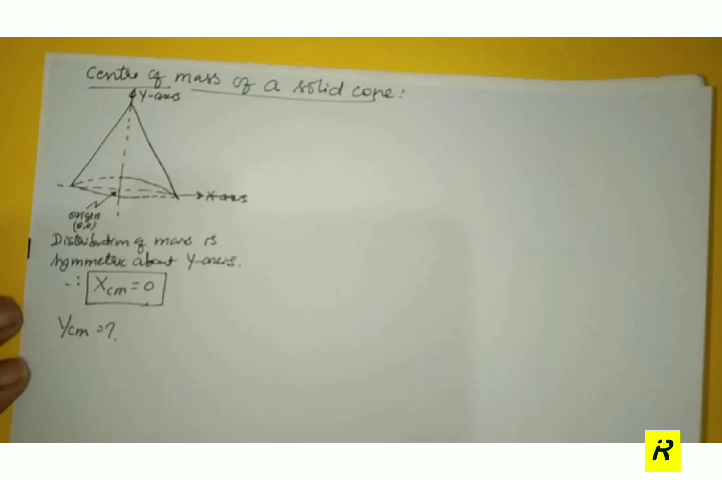 Centre of mass of a solid cone:
Y-axis
X-axis
origin
(0,0)
Distribution of mass is
symmetric about Y-axis.
∴ Xcm = 0
Ycm = ?
R